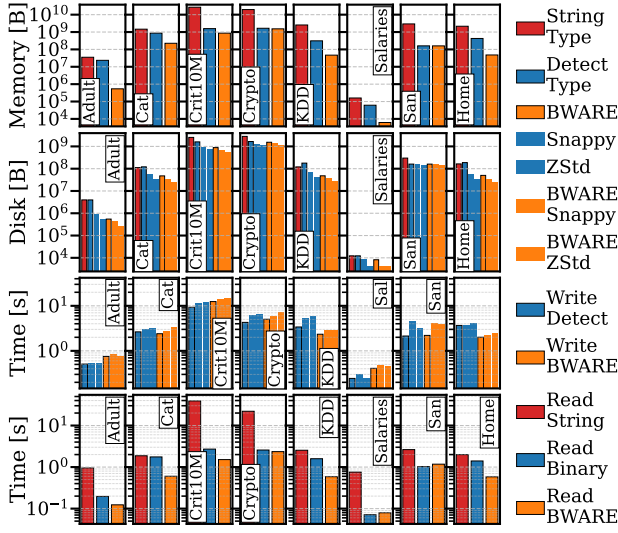 Memory [B]
10^10
10^9
10^8
10^7
10^6
10^5
10^4
Adult
Cat
Crit10M
Crypto
KDD
Salaries
San
Home
String
Type
Detect
Type
BWARE
Snappy
ZStd
BWARE
Snappy
BWARE
ZStd
Disk [B]
10^9
10^8
10^7
10^6
10^5
10^4
Adult
Cat
Crit10M
Crypto
KDD
Salaries
San
Home
Time [s]
10^1
10^0
Adult
Cat
Crit10M
Crypto
KDD
Sal
San
Write
Detect
Write
BWARE
Time [s]
10^1
10^0
10^-1
Adult
Cat
Crit10M
Crypto
KDD
Salaries
San
Home
Read
String
Read
Binary
Read
BWARE